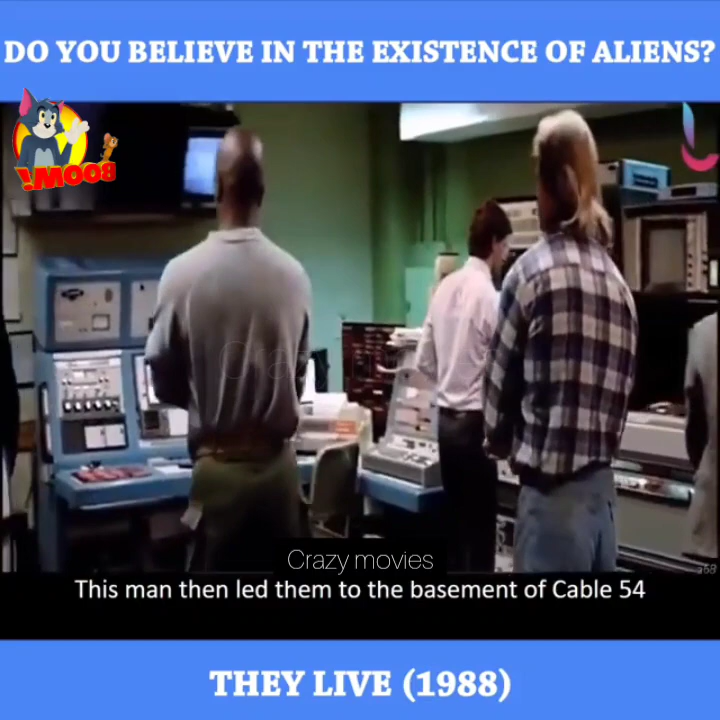 DO YOU BELIEVE IN THE EXISTENCE OF ALIENS?
BOOM!
Crazy movies
This man then led them to the basement of Cable 54
THEY LIVE (1988)